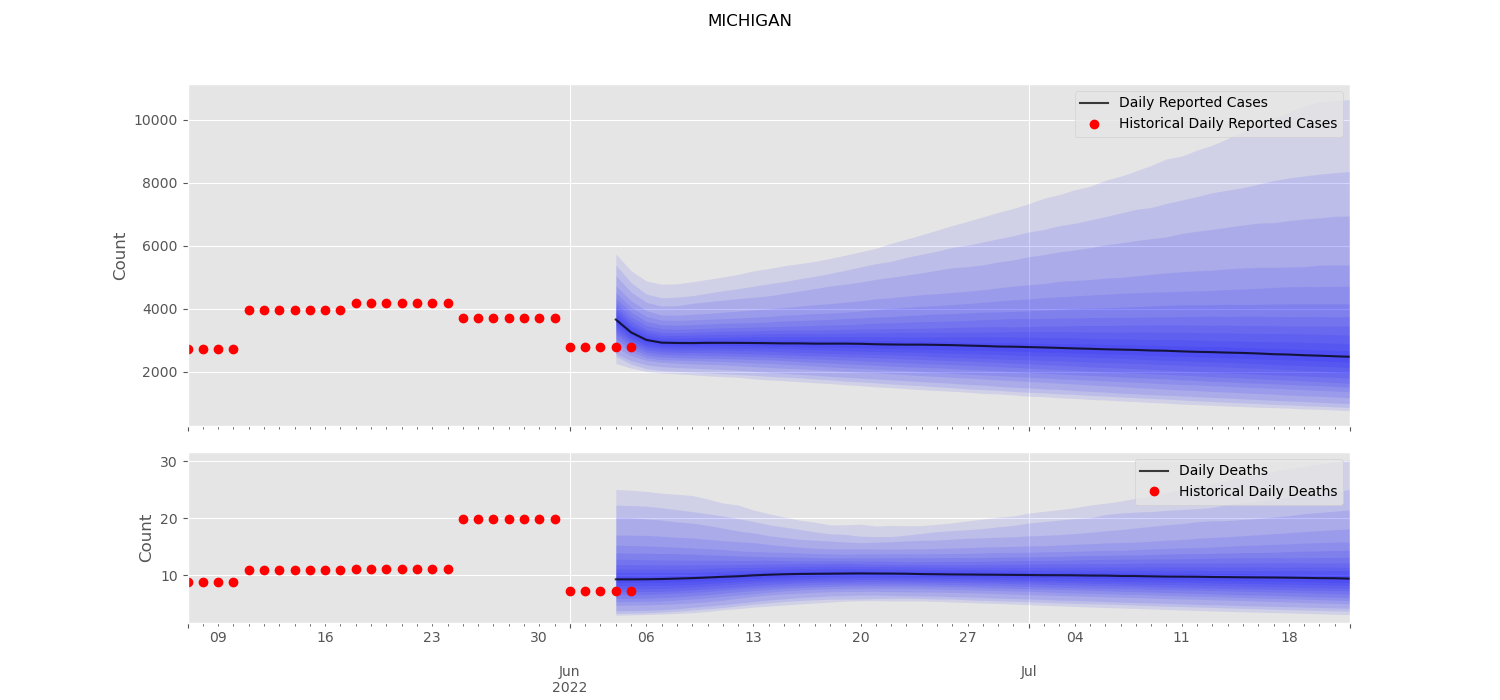 MICHIGAN
Daily Reported Cases
Historical Daily Reported Cases
10000
8000
6000
4000
2000
Count
Daily Deaths
Historical Daily Deaths
30
20
10
Count
09 16 23 30 06 13 20 27 04 11 18
Jun Jul
2022